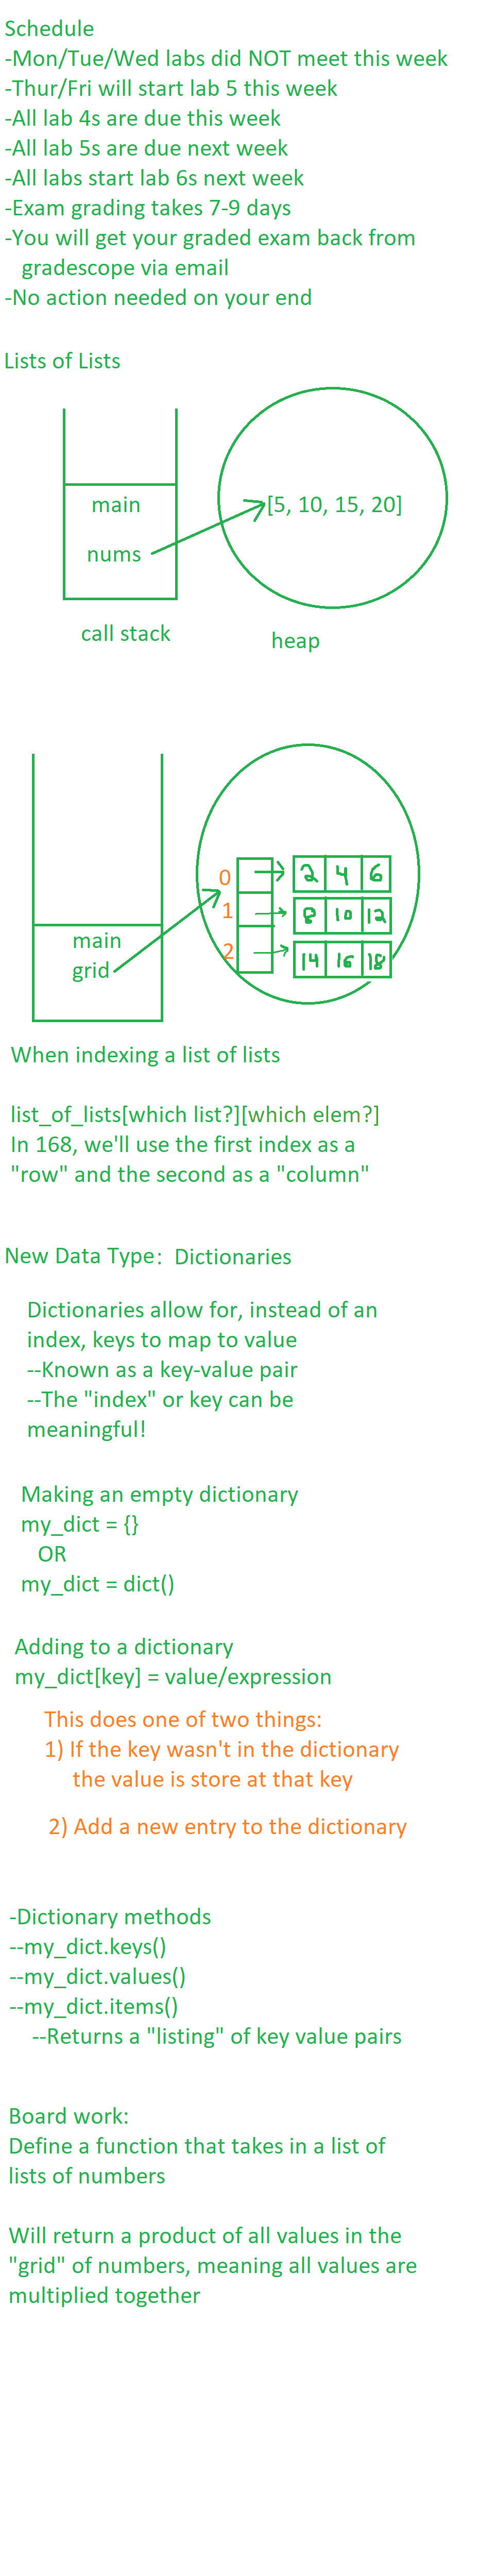 Schedule
-Mon/Tue/Wed labs did NOT meet this week
-Thur/Fri will start lab 5 this week
-All lab 4s are due this week
-All lab 5s are due next week
-All labs start lab 6s next week
-Exam grading takes 7-9 days
-You will get your graded exam back from
gradescope via email
-No action needed on your end
Lists of Lists
main
nums
[5, 10, 15, 20]
call stack
heap
0
2 4 6
1
8 10 12
2
14 16 18
main
grid
When indexing a list of lists
list_of_lists[which list?][which elem?]
In 168, we'll use the first index as a
"row" and the second as a "column"
New Data Type: Dictionaries
Dictionaries allow for, instead of an
index, keys to map to value
--Known as a key-value pair
--The "index" or key can be
meaningful!
Making an empty dictionary
my_dict = {}
OR
my_dict = dict()
Adding to a dictionary
my_dict[key] = value/expression
This does one of two things:
1) If the key wasn't in the dictionary
the value is store at that key
2) Add a new entry to the dictionary
-Dictionary methods
--my_dict.keys()
--my_dict.values()
--my_dict.items()
--Returns a "listing" of key value pairs
Board work:
Define a function that takes in a list of
lists of numbers
Will return a product of all values in the
"grid" of numbers, meaning all values are
multiplied together